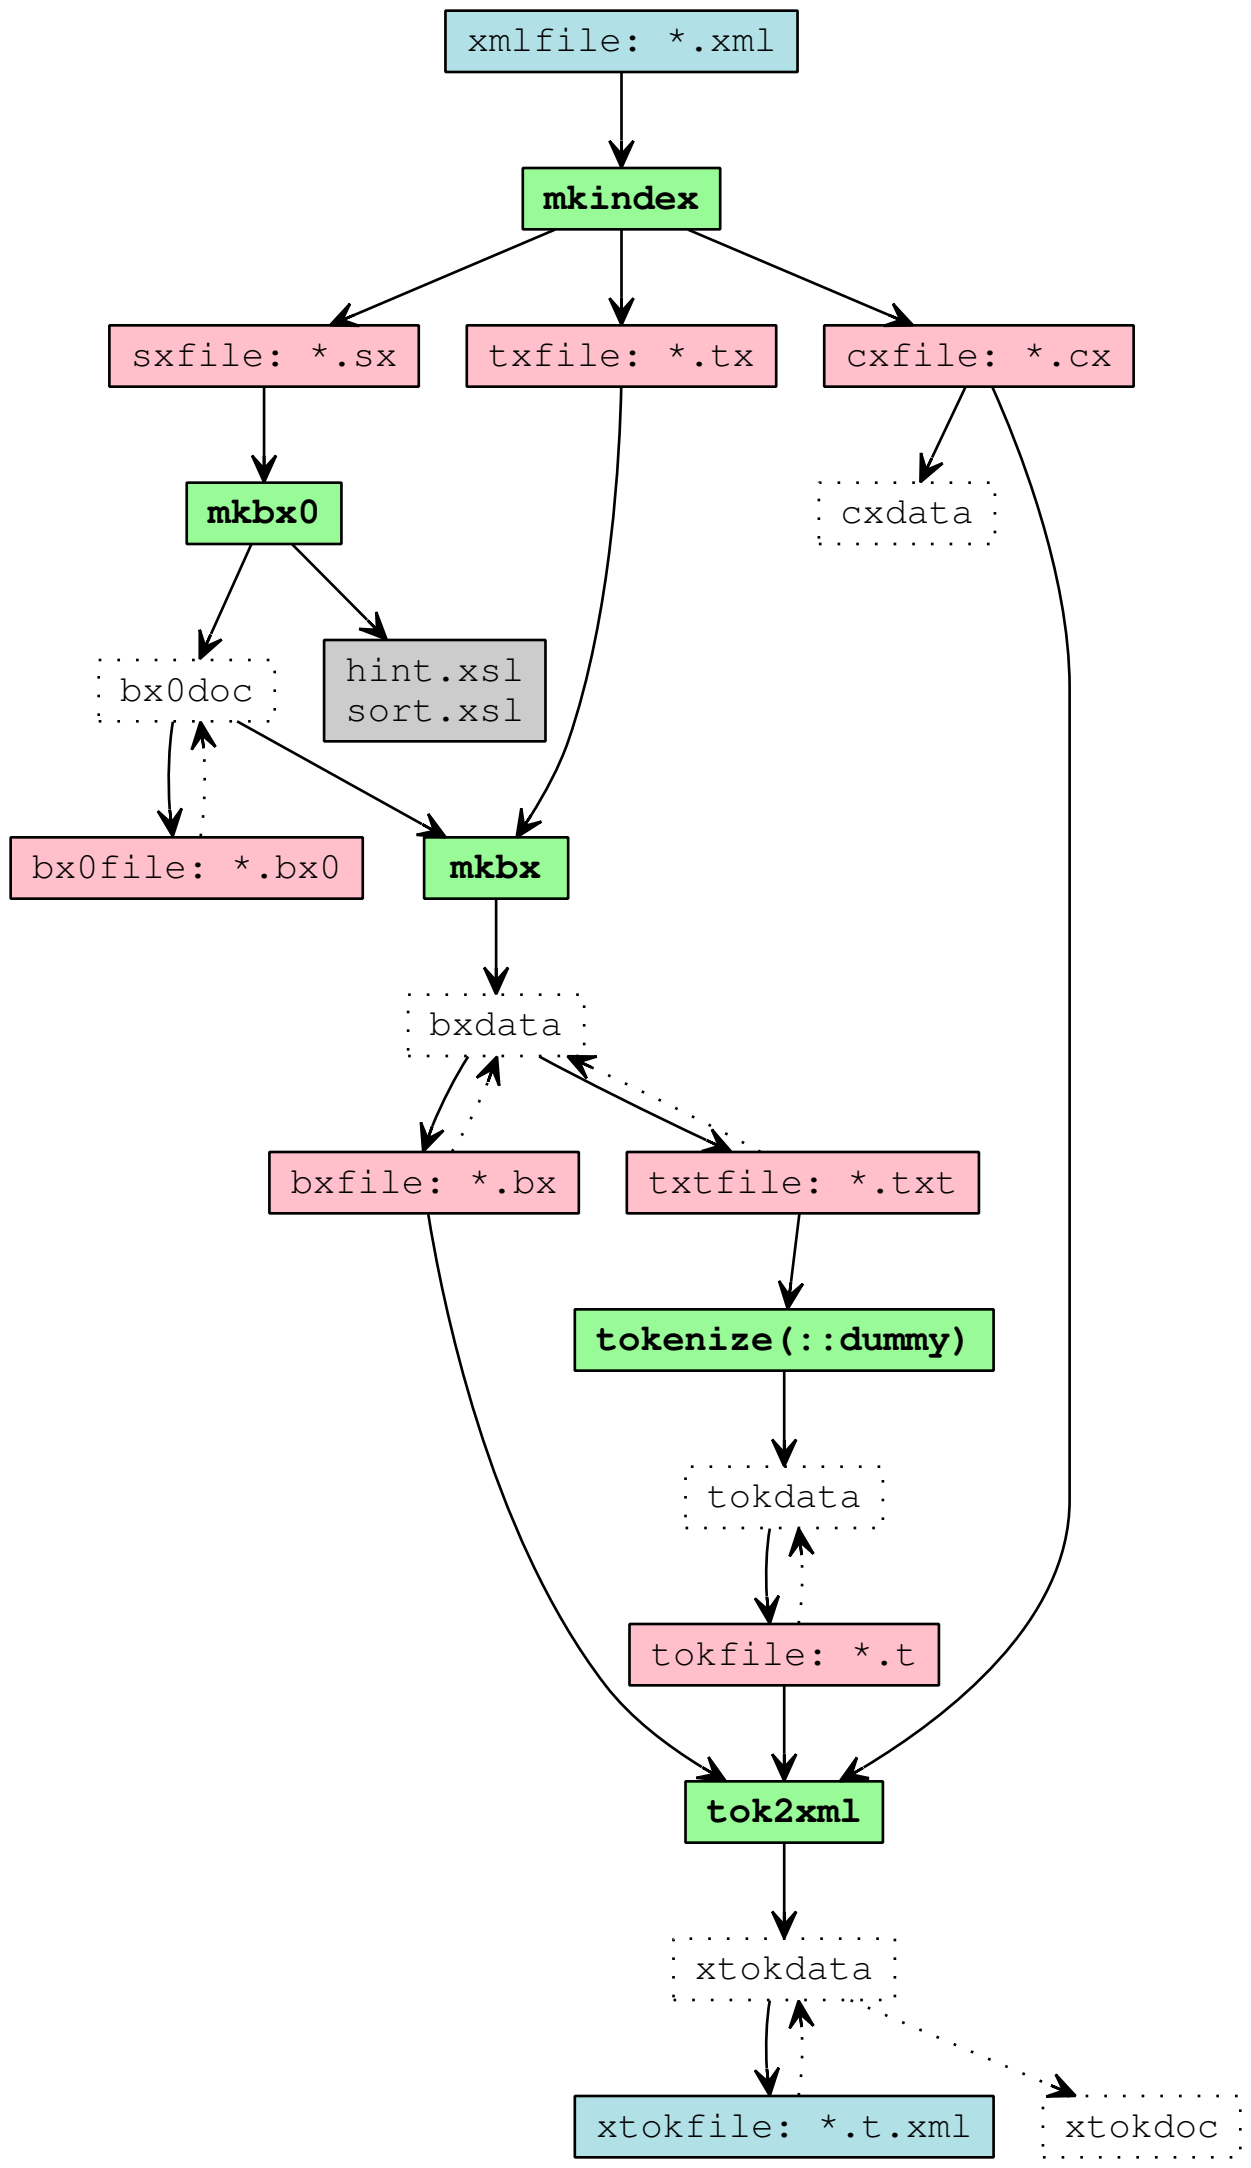 xmlfile: *.xml
mkindex
sxfile: *.sx
txfile: *.tx
cxfile: *.cx
mkbx0
cxdata
bx0doc
hint.xsl
sort.xsl
bx0file: *.bx0
mkbx
bxdata
bxfile: *.bx
txtfile: *.txt
tokenize(::dummy)
tokdata
tokfile: *.t
tok2xml
xtokdata
xtokfile: *.t.xml
xtokdoc